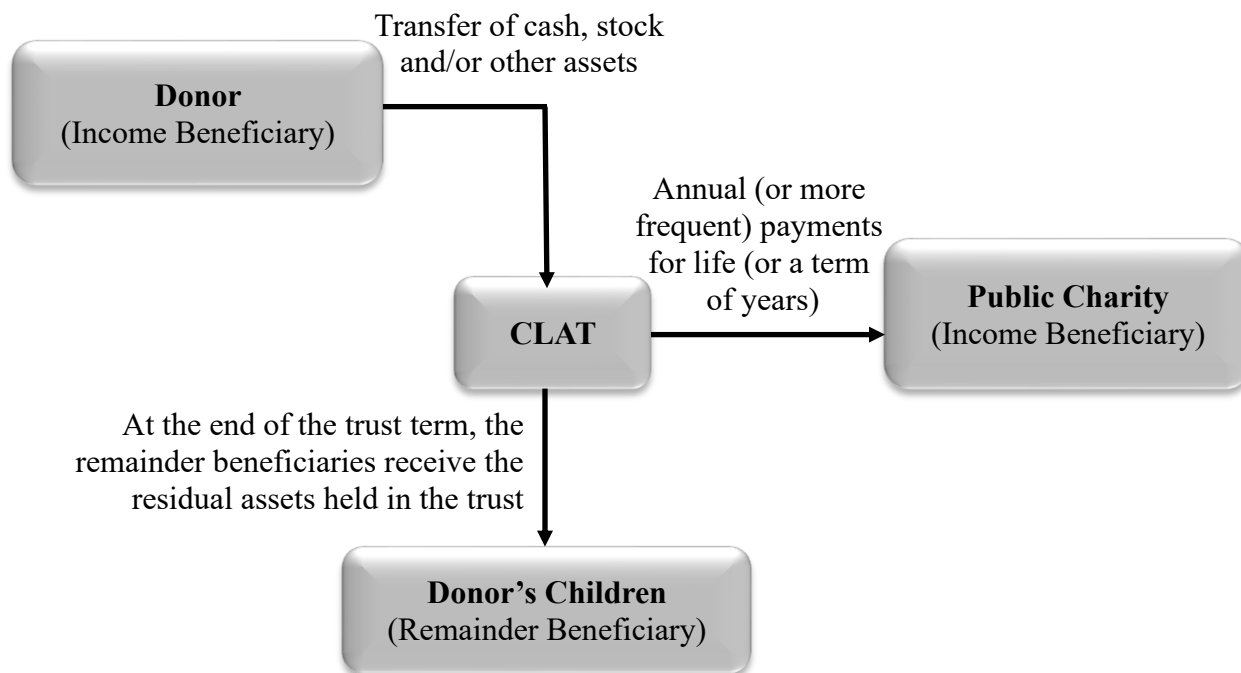 Transfer of cash, stock
and/or other assets
Donor
(Income Beneficiary)
Annual (or more
frequent) payments
for life (or a term
of years)
Public Charity
(Income Beneficiary)
CLAT
At the end of the trust term, the
remainder beneficiaries receive the
residual assets held in the trust
Donor’s Children
(Remainder Beneficiary)